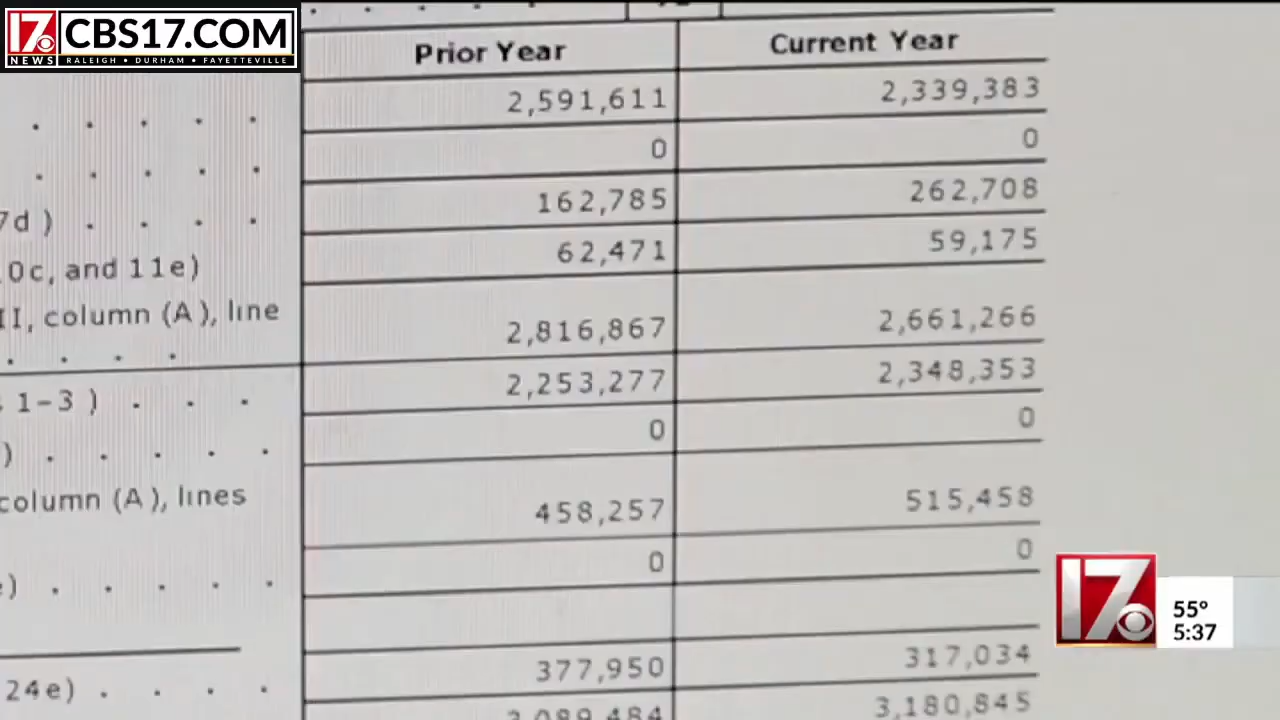 17 NEWS CBS17.COM
RALEIGH • DURHAM • FAYETTEVILLE
Prior Year Current Year
2,591,611 2,339,383
0 0
7d ) . . . . 162,785 262,708
0c, and 11e) 62,471 59,175
II, column (A), line
2,816,867 2,661,266
1-3 ) . . . 2,253,277 2,348,353
) . . . . . 0 0
column (A), lines
458,257 515,458
) . . . . . 0 0
24e) . . . . 377,950 317,034
3,180,845
17
55°
5:37